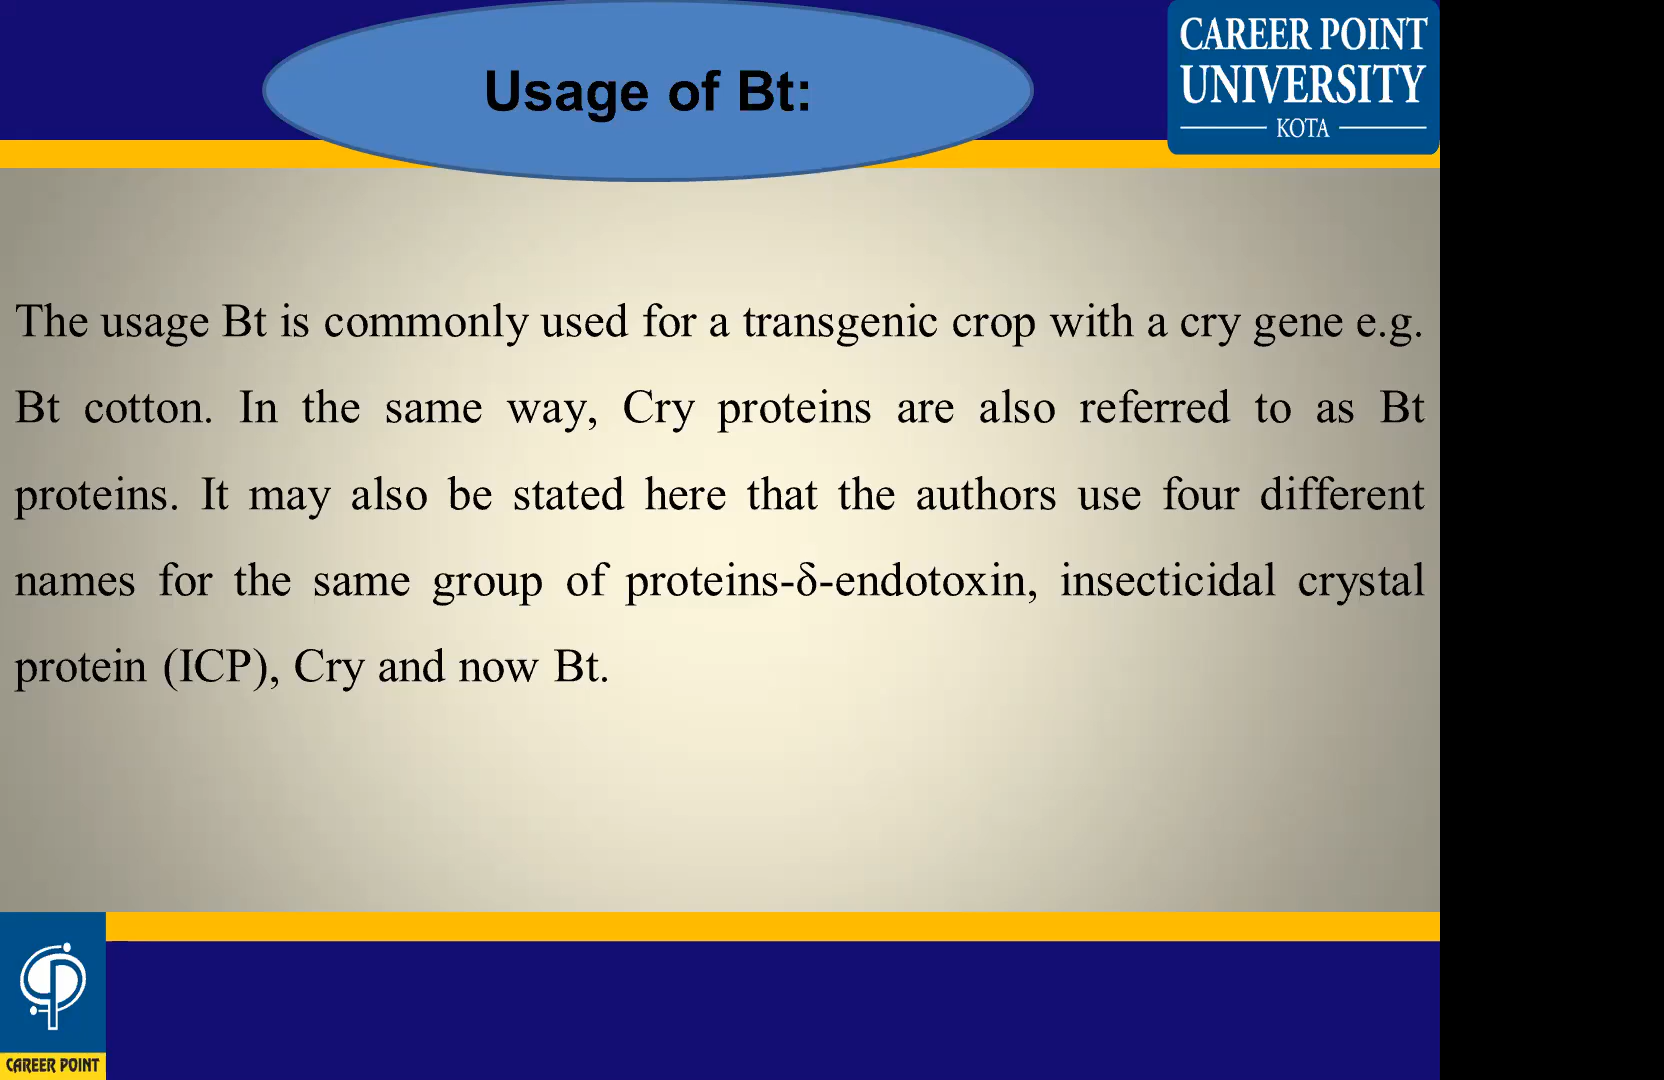 Usage of Bt:
CAREER POINT
UNIVERSITY
KOTA
The usage Bt is commonly used for a transgenic crop with a cry gene e.g.
Bt cotton. In the same way, Cry proteins are also referred to as Bt
proteins. It may also be stated here that the authors use four different
names for the same group of proteins-δ-endotoxin, insecticidal crystal
protein (ICP), Cry and now Bt.
CAREER POINT